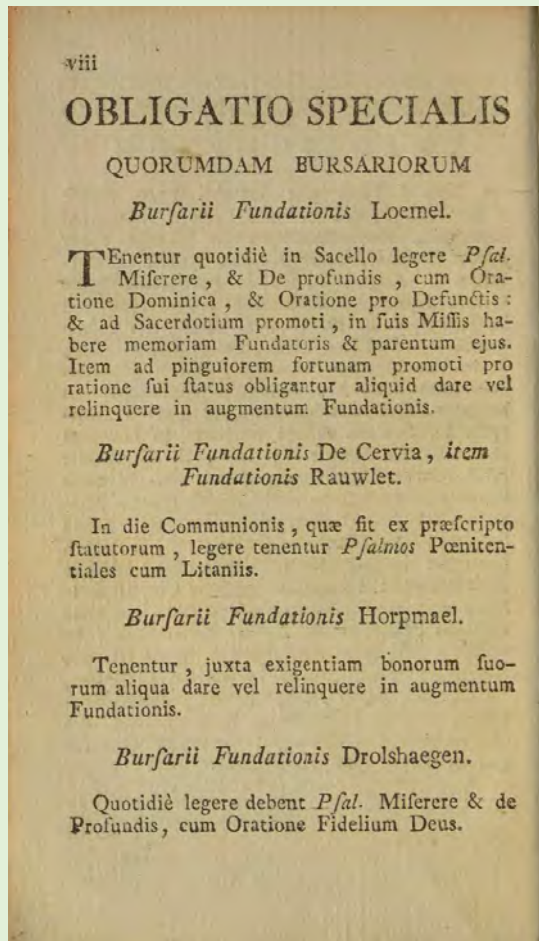 viii
OBLIGATIO SPECIALIS
QUORUMDAM BURSARIORUM
Burſarii Fundationis Loemel.
TEnentur quotidiè in Sacello legere Pſal.
Miſerere , & De profundis , cum Ora-
tione Dominica , & Oratione pro Defunctis :
& ad Sacerdotium promoti , in ſuis Miſſis ha-
bere memoriam Fundatoris & parentum ejus.
Item ad pinguiorem fortunam promoti pro
ratione ſui ſtatus obligantur aliquid dare vel
relinquere in augmentum Fundationis.
Burſarii Fundationis De Cervia , item
Fundationis Rauwlet.
In die Communionis , quæ fit ex præſcripto
ſtatutorum , legere tenentur Pſalmos Pœniten-
tiales cum Litaniis.
Burſarii Fundationis Horpmael.
Tenentur , juxta exigentiam bonorum ſuo-
rum aliqua dare vel relinquere in augmentum
Fundationis.
Burſarii Fundationis Drolshaegen.
Quotidiè legere debent Pſal. Miſerere & de
Profundis, cum Oratione Fidelium Deus.